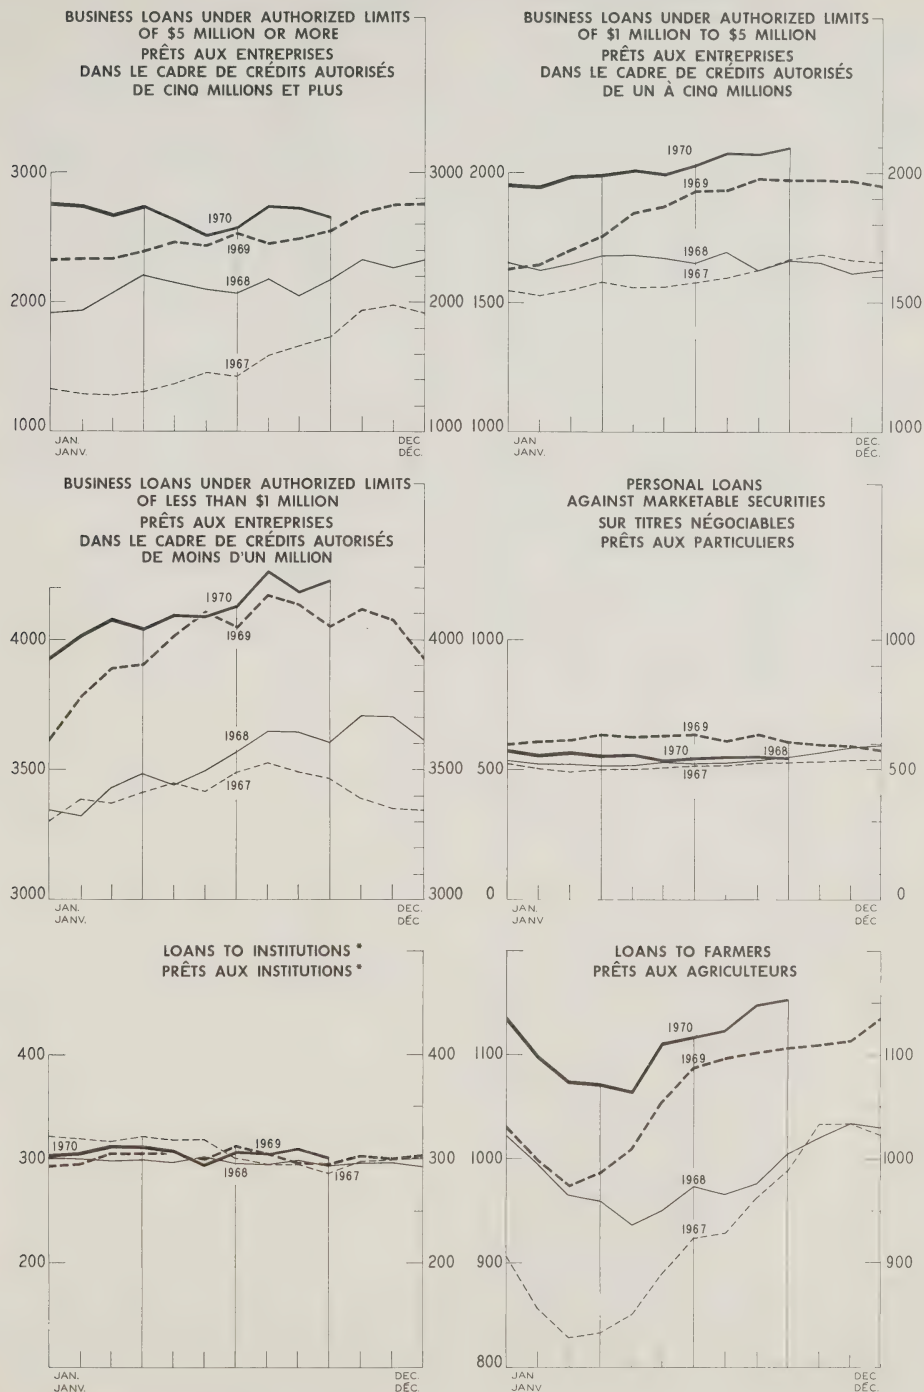 BUSINESS LOANS UNDER AUTHORIZED LIMITS
OF $5 MILLION OR MORE
PRÊTS AUX ENTREPRISES
DANS LE CADRE DE CRÉDITS AUTORISÉS
DE CINQ MILLIONS ET PLUS
3000
3000
1970
1969
2000
1968
2000
1967
1000
1000
JAN.
DEC
JANV.
DÉC.
BUSINESS LOANS UNDER AUTHORIZED LIMITS
OF $1 MILLION TO $5 MILLION
PRÊTS AUX ENTREPRISES
DANS LE CADRE DE CRÉDITS AUTORISÉS
DE UN À CINQ MILLIONS
1970
2000
2000
1969
1968
1967
1500
1500
1000
1000
JAN
DEC
JANV.
DÉC.
BUSINESS LOANS UNDER AUTHORIZED LIMITS
OF LESS THAN $1 MILLION
PRÊTS AUX ENTREPRISES
DANS LE CADRE DE CRÉDITS AUTORISÉS
DE MOINS D'UN MILLION
1970
4000
1969
4000
1968
3500
3500
1967
3000
3000
JAN.
DEC.
JANV.
DÉC
PERSONAL LOANS
AGAINST MARKETABLE SECURITIES
SUR TITRES NÉGOCIABLES
PRÊTS AUX PARTICULIERS
1000
1000
1969
1970
1968
500
1967
500
0
0
JAN.
DEC
JANV
DÉC
LOANS TO INSTITUTIONS*
PRÊTS AUX INSTITUTIONS*
400
400
1970
1969
300
300
1968
1967
200
200
JAN.
DEC
JANV.
DÉC
LOANS TO FARMERS
PRÊTS AUX AGRICULTEURS
1970
1100
1969
1100
1000
1000
1968
1967
900
900
800
JAN
DEC
JANV.
DÉC